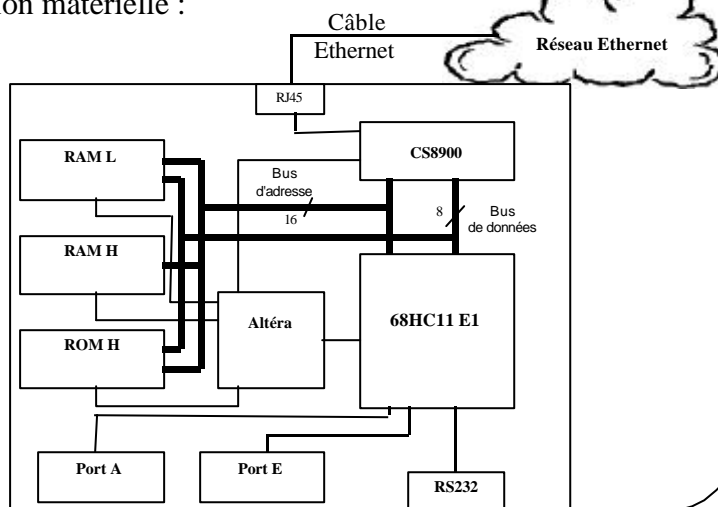 ion matérielle :
Câble
Ethernet
Réseau Ethernet
RJ45
CS8900
RAM L
Bus
d'adresse
16
8
Bus
de données
RAM H
Altéra
68HC11 E1
ROM H
Port A
Port E
RS232